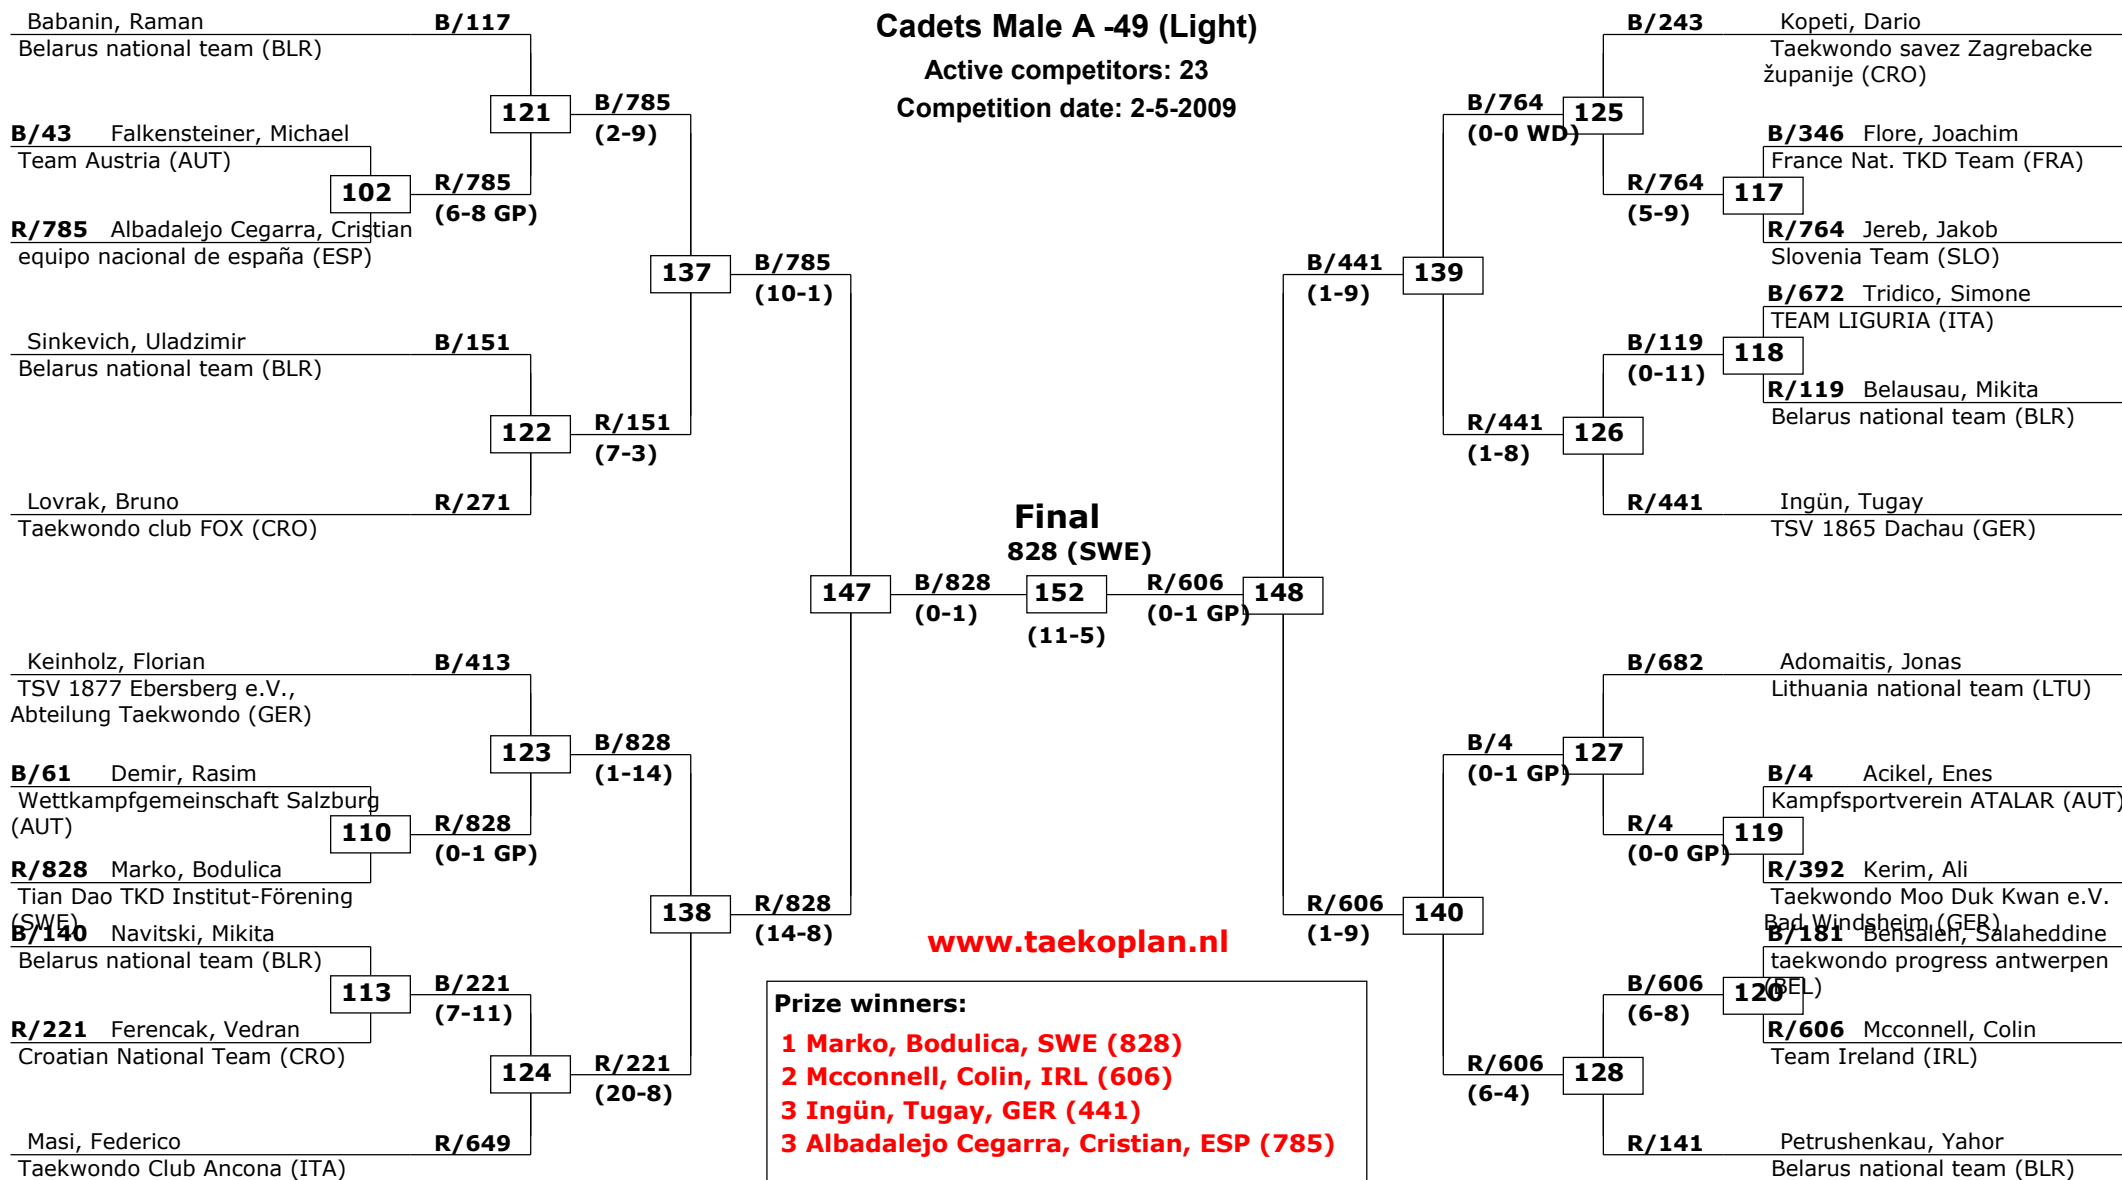 Cadets Male A -49 (Light)
Active competitors: 23
Competition date: 2-5-2009
Babanin, Raman B/117
Belarus national team (BLR)
121
B/785
(2-9)
B/43 Falkensteiner, Michael
Team Austria (AUT)
102
R/785
(6-8 GP)
R/785 Albadalejo Cegarra, Cristian
equipo nacional de españa (ESP)
137
B/785
(10-1)
Sinkevich, Uladzimir B/151
Belarus national team (BLR)
122
R/151
(7-3)
Lovrak, Bruno R/271
Taekwondo club FOX (CRO)
147
B/828
(0-1)
Keinholz, Florian B/413
TSV 1877 Ebersberg e.V.,
Abteilung Taekwondo (GER)
123
B/828
(1-14)
B/61 Demir, Rasim
Wettkampfgemeinschaft Salzburg
(AUT)
110
R/828
(0-1 GP)
R/828 Marko, Bodulica
Tian Dao TKD Institut-Förening
(SWE)
138
R/828
(14-8)
B/140 Navitski, Mikita
Belarus national team (BLR)
113
B/221
(7-11)
R/221 Ferencak, Vedran
Croatian National Team (CRO)
124
R/221
(20-8)
Masi, Federico R/649
Taekwondo Club Ancona (ITA)
Final
828 (SWE)
152
(11-5)
B/243 Kopeti, Dario
Taekwondo savez Zagrebacke
županije (CRO)
B/764
(0-0 WD)
125
B/346 Flore, Joachim
France Nat. TKD Team (FRA)
R/764
(5-9)
117
R/764 Jereb, Jakob
Slovenia Team (SLO)
B/441
(1-9)
139
B/672 Tridico, Simone
TEAM LIGURIA (ITA)
B/119
(0-11)
118
R/119 Belausau, Mikita
Belarus national team (BLR)
R/441
(1-8)
126
R/441 Ingün, Tugay
TSV 1865 Dachau (GER)
R/606
(0-1 GP)
148
B/682 Adomaitis, Jonas
Lithuania national team (LTU)
B/4
(0-1 GP)
127
B/4 Acikel, Enes
Kampfsportverein ATALAR (AUT)
R/4
(0-0 GP)
119
R/392 Kerim, Ali
Taekwondo Moo Duk Kwan e.V.
Bad Windsheim (GER)
R/606
(1-9)
140
B/181 Bensaleh, Salaheddine
taekwondo progress antwerpen
(BEL)
B/606
(6-8)
120
R/606 Mcconnell, Colin
Team Ireland (IRL)
R/606
(6-4)
128
R/141 Petrushenkau, Yahor
Belarus national team (BLR)
www.taekoplan.nl
Prize winners:
1 Marko, Bodulica, SWE (828)
2 Mcconnell, Colin, IRL (606)
3 Ingün, Tugay, GER (441)
3 Albadalejo Cegarra, Cristian, ESP (785)